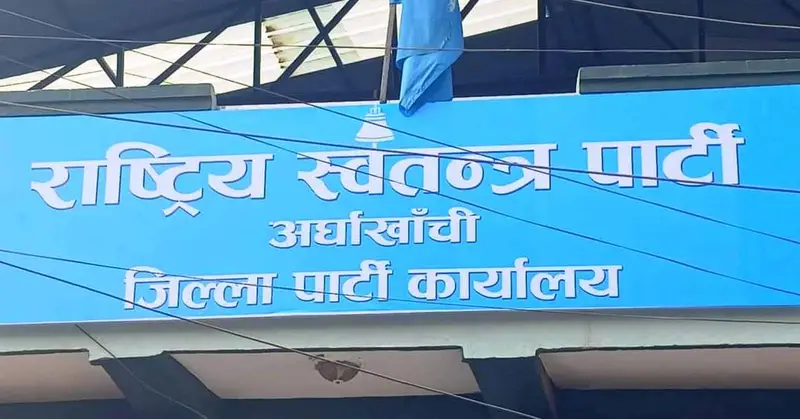 राष्ट्रिय स्वतन्त्र पार्टी
अर्घाखाँची
जिल्ला पार्टी कार्यालय